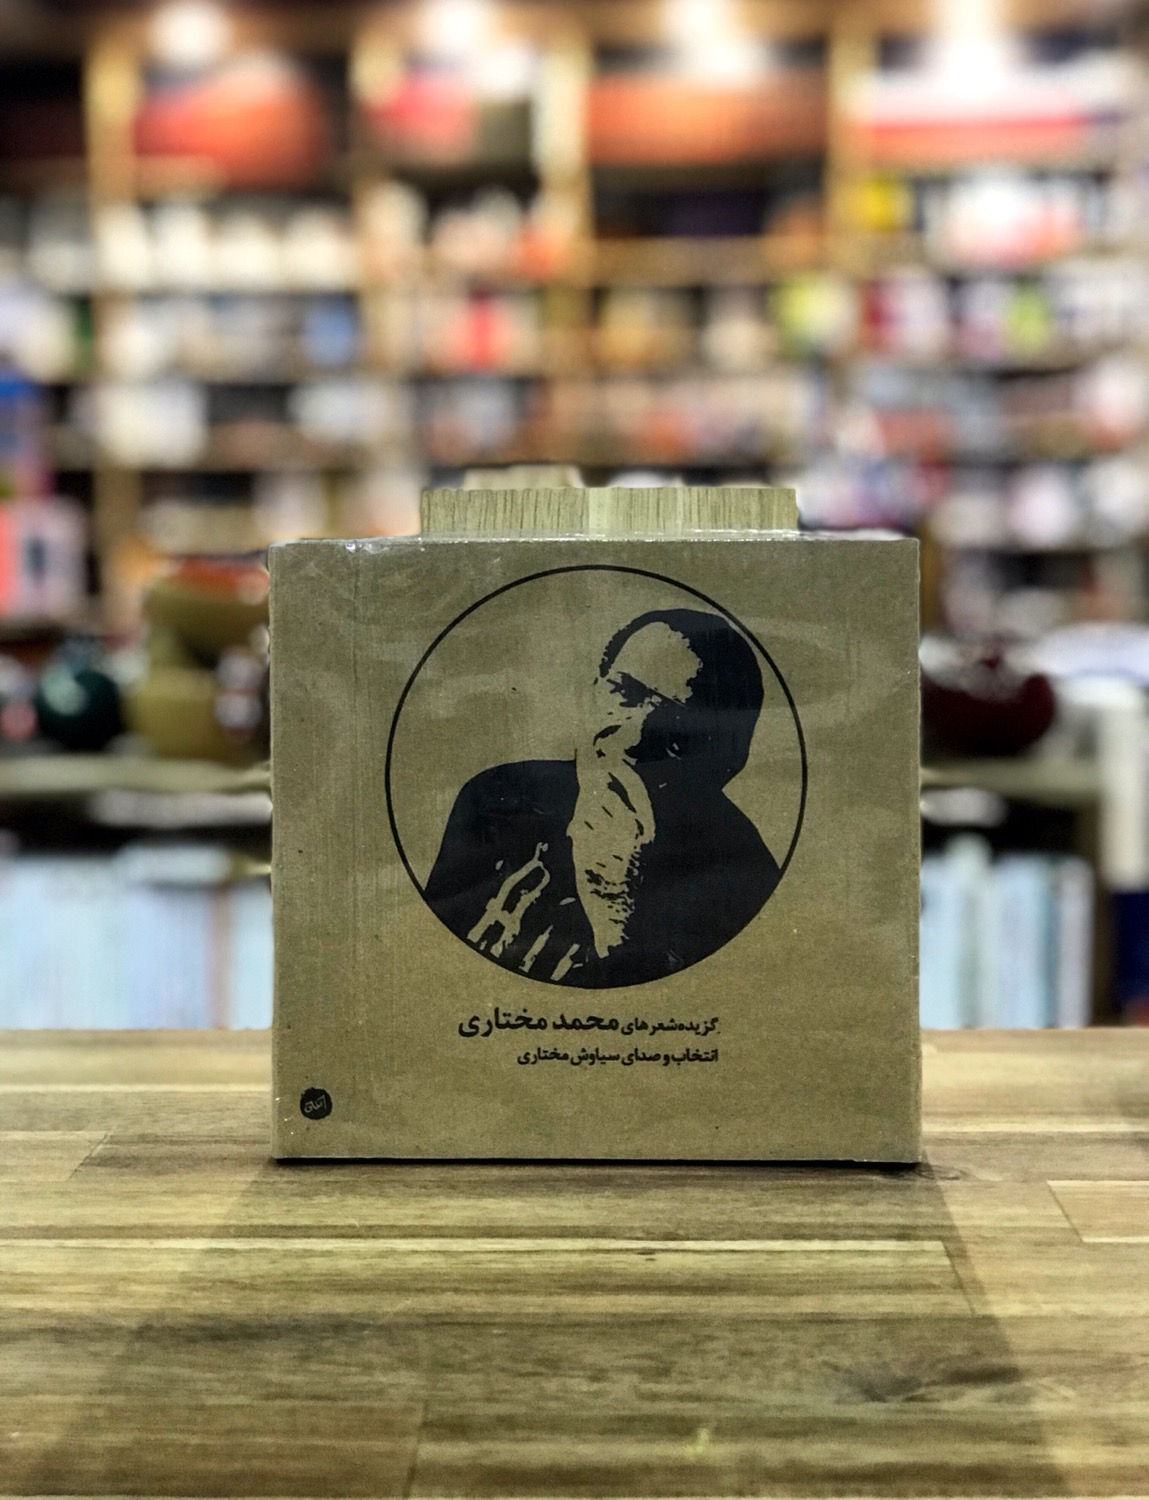 گزیده‌شعرهای محمد مختاری
انتخاب و صدای سیاوش مختاری